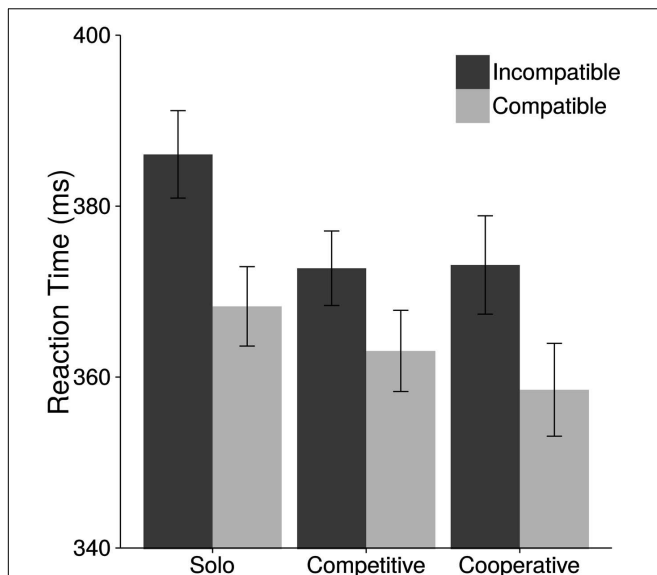 400
380
360
340
Reaction Time (ms)
Incompatible
Compatible
Solo
Competitive
Cooperative